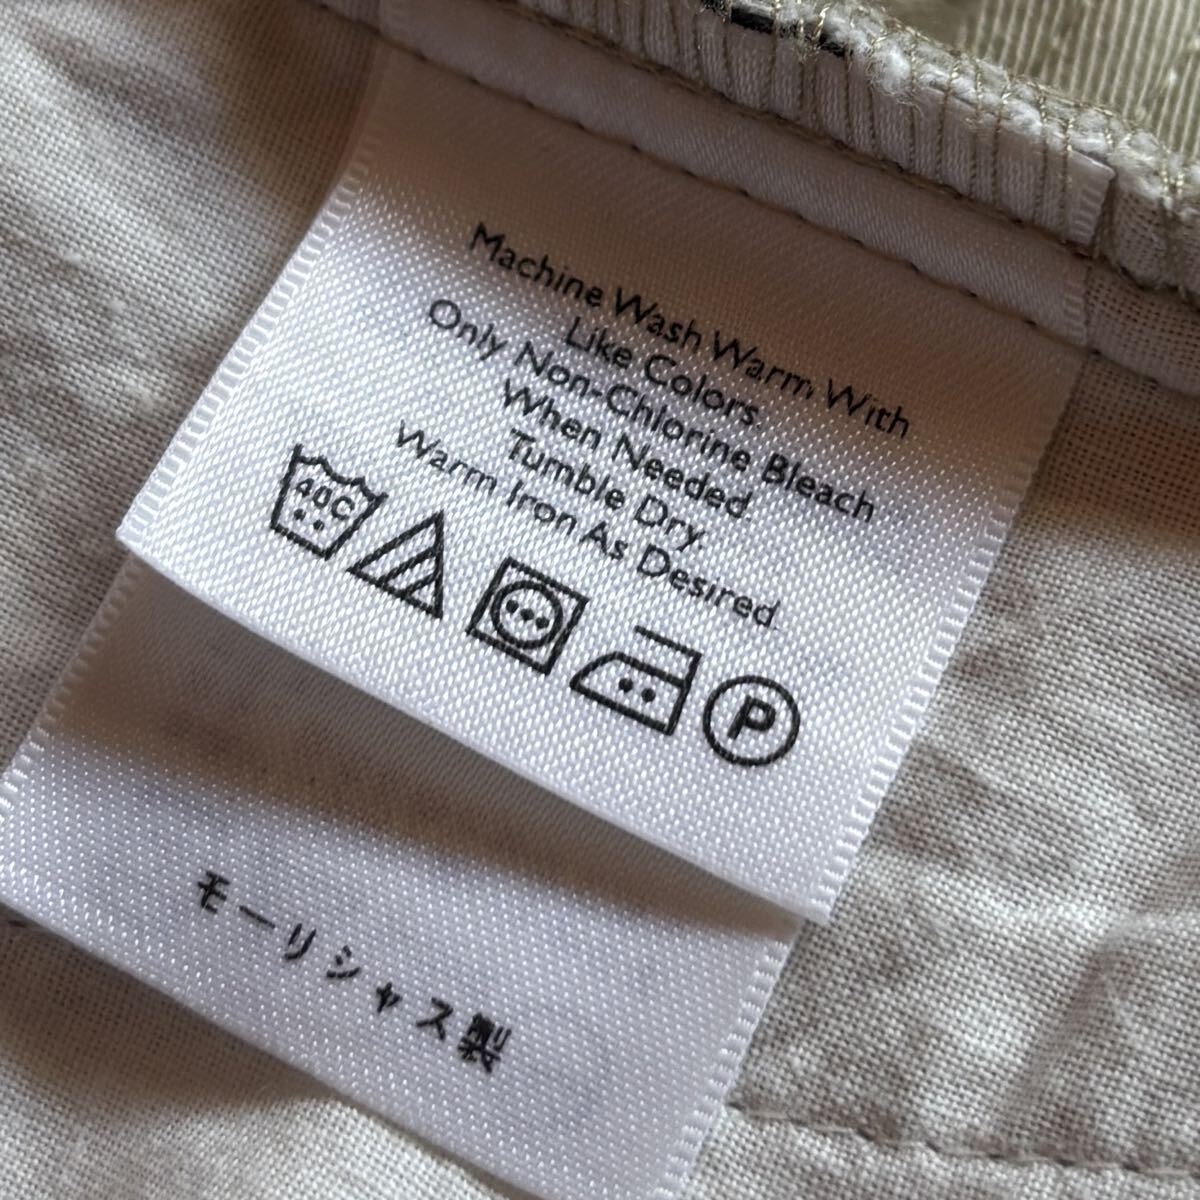 Machine Wash Warm With
Like Colors.
Only Non-Chlorine Bleach
When Needed.
Tumble Dry.
Warm Iron As Desired.
40C
P
モーリシャス製